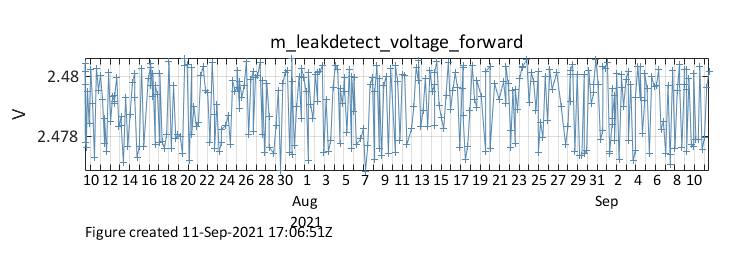 m_leakdetect_voltage_forward
2.48
V
2.478
10 12 14 16 18 20 22 24 26 28 30 1 3 5 7 9 11 13 15 17 19 21 23 25 27 29 31 2 4 6 8 10
Aug Sep
2021
Figure created 11-Sep-2021 17:06:51Z